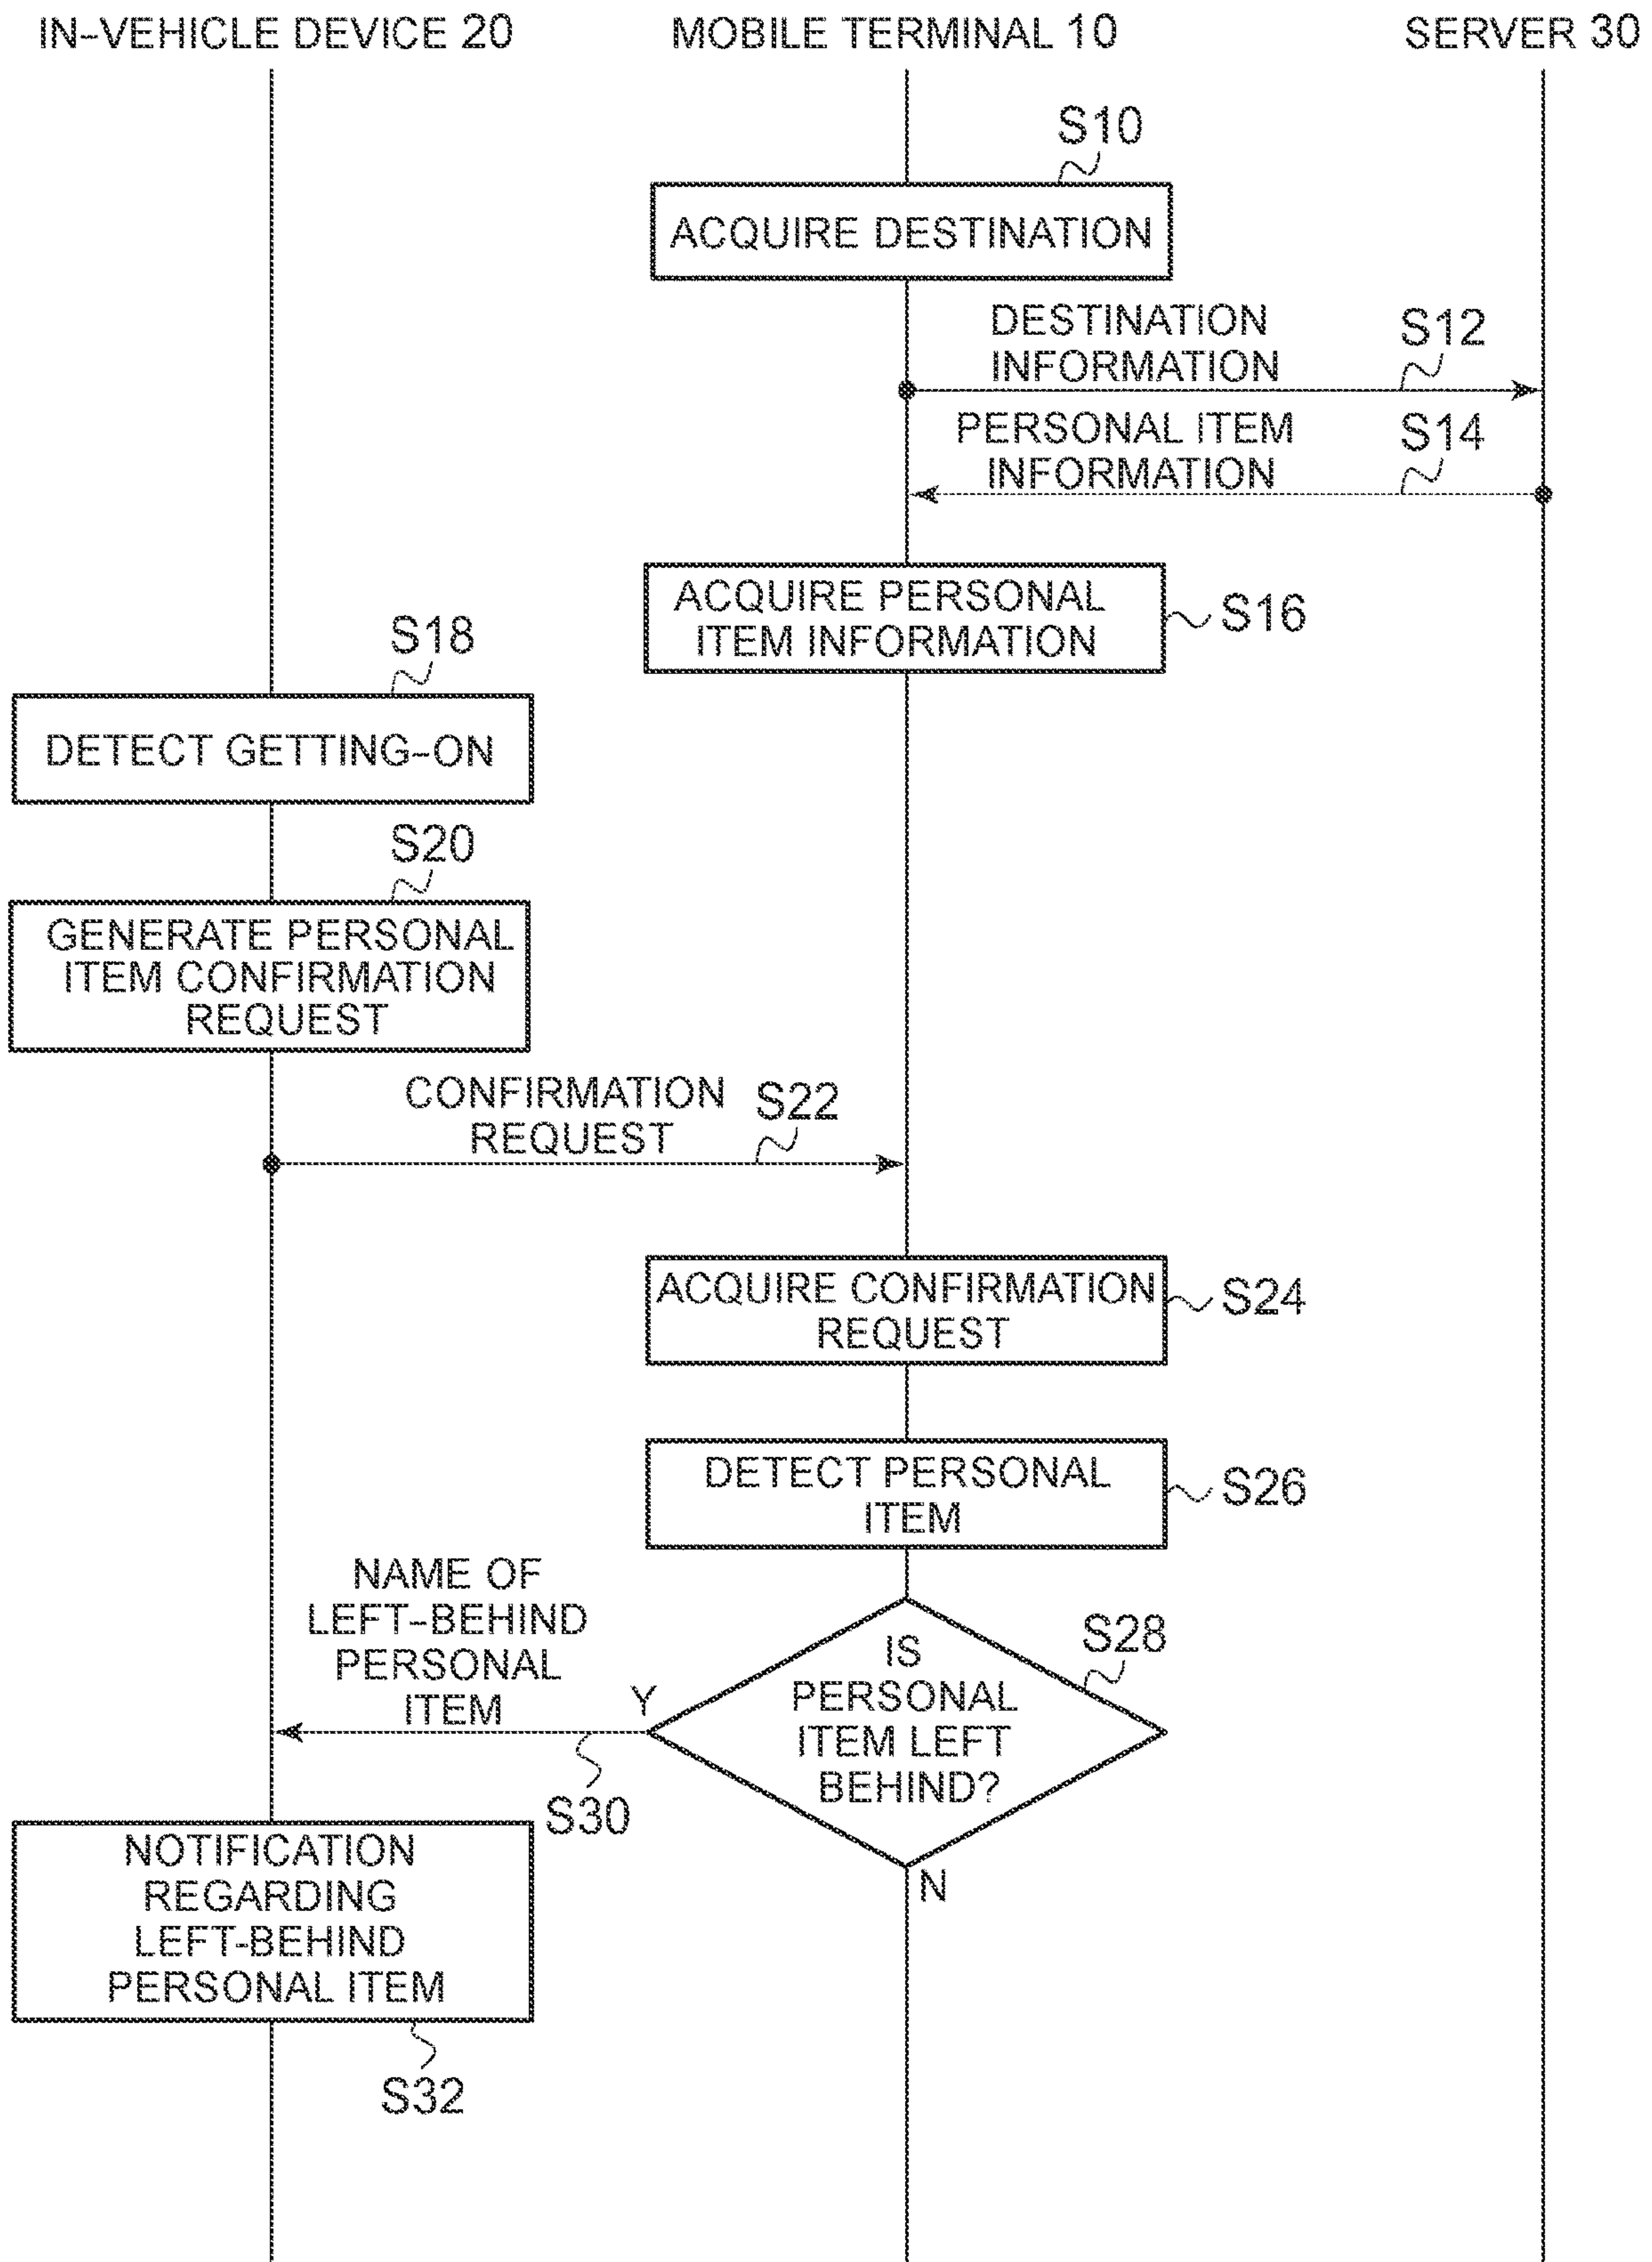 IN-VEHICLE DEVICE 20
MOBILE TERMINAL 10
SERVER 30
S10
ACQUIRE DESTINATION
DESTINATION
INFORMATION
S12
PERSONAL ITEM
INFORMATION
S14
ACQUIRE PERSONAL
ITEM INFORMATION
S16
S18
DETECT GETTING-ON
S20
GENERATE PERSONAL
ITEM CONFIRMATION
REQUEST
CONFIRMATION
REQUEST
S22
ACQUIRE CONFIRMATION
REQUEST
S24
DETECT PERSONAL
ITEM
S26
NAME OF
LEFT-BEHIND
PERSONAL
ITEM
Y
S30
IS
PERSONAL
ITEM LEFT
BEHIND?
S28
N
NOTIFICATION
REGARDING
LEFT-BEHIND
PERSONAL ITEM
S32